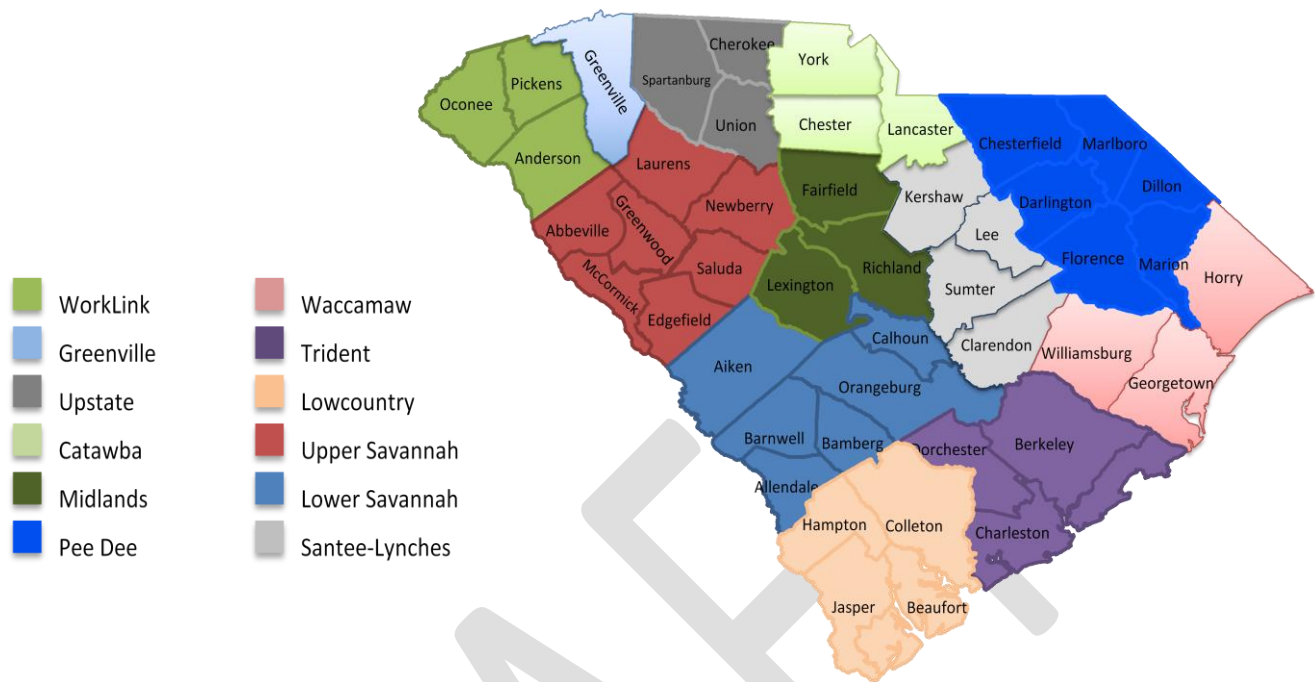 WorkLink
Greenville
Upstate
Catawba
Midlands
Pee Dee
Waccamaw
Trident
Lowcountry
Upper Savannah
Lower Savannah
Santee-Lynches
Oconee
Pickens
Anderson
Greenville
Spartanburg
Cherokee
Union
York
Chester
Lancaster
Laurens
Newberry
Greenwood
Abbeville
Saluda
McCormick
Edgefield
Fairfield
Richland
Lexington
Kershaw
Lee
Sumter
Clarendon
Chesterfield
Marlboro
Dillon
Darlington
Florence
Marion
Horry
Williamsburg
Georgetown
Aiken
Calhoun
Orangeburg
Barnwell
Bamberg
Allendale
Dorchester
Berkeley
Charleston
Hampton
Colleton
Jasper
Beaufort